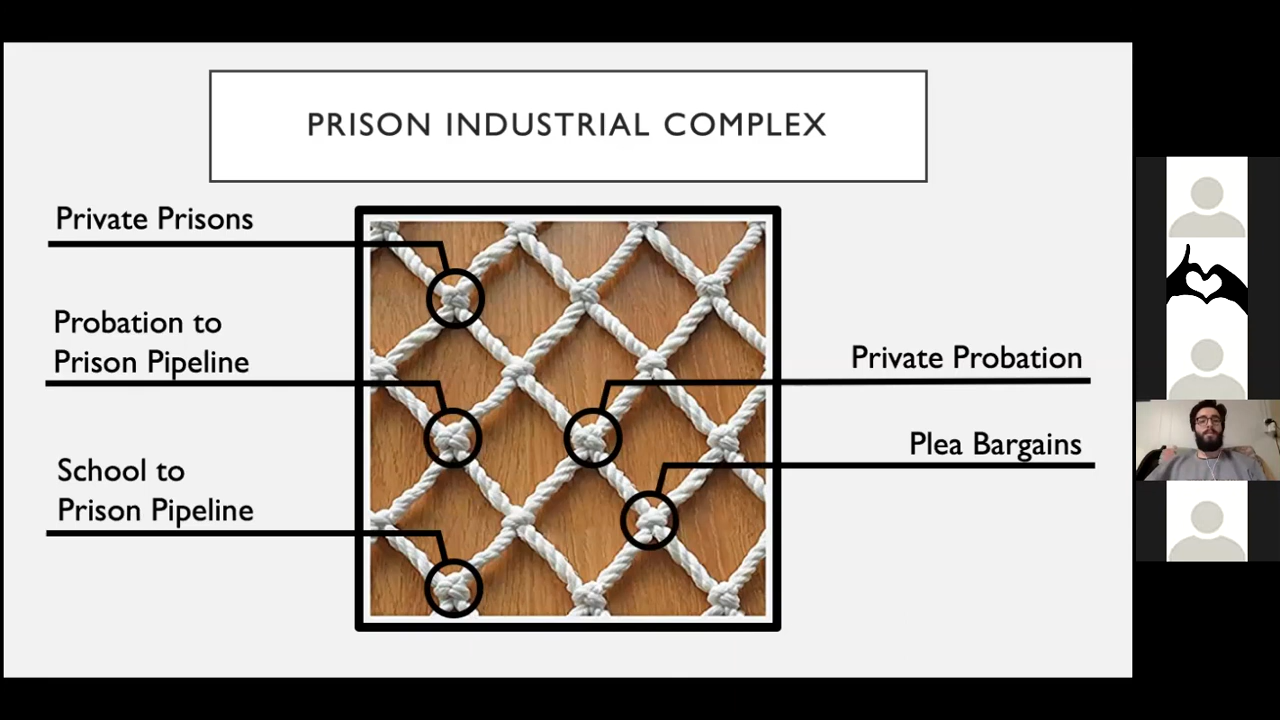 PRISON INDUSTRIAL COMPLEX
Private Prisons
Probation to
Prison Pipeline
School to
Prison Pipeline
Private Probation
Plea Bargains